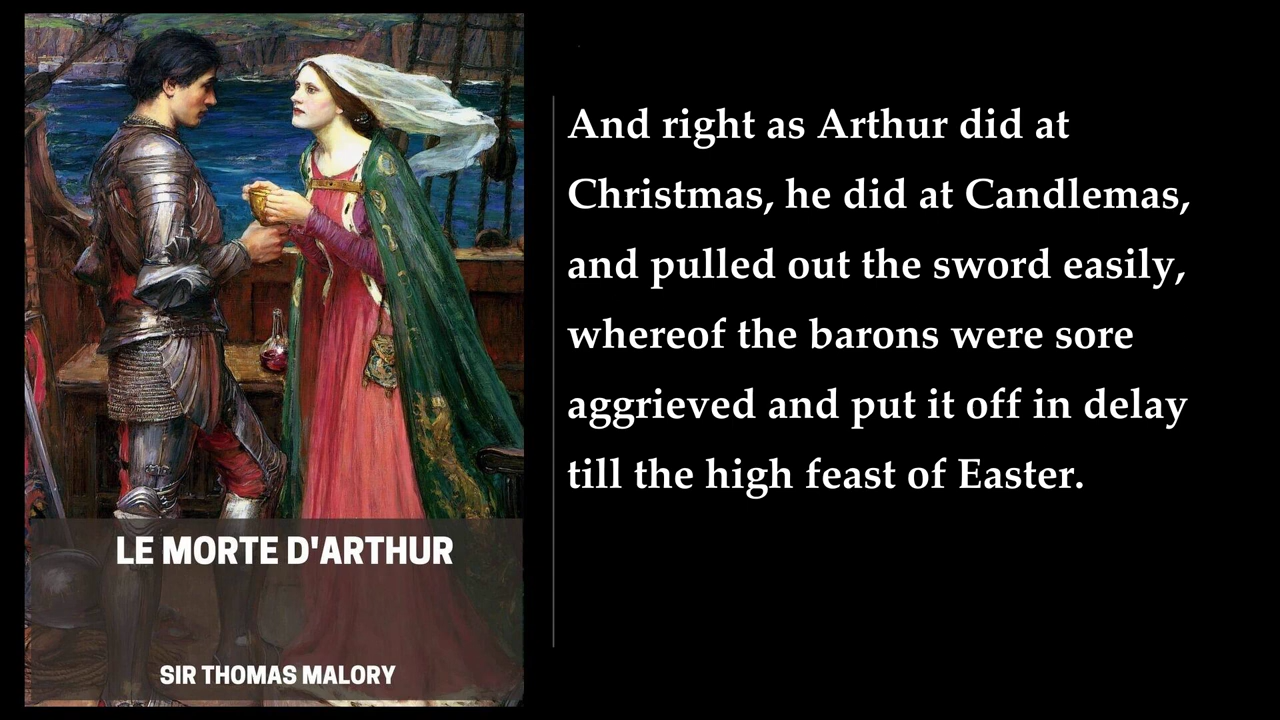 And right as Arthur did at
Christmas, he did at Candlemas,
and pulled out the sword easily,
whereof the barons were sore
aggrieved and put it off in delay
till the high feast of Easter.
LE MORTE D'ARTHUR
SIR THOMAS MALORY